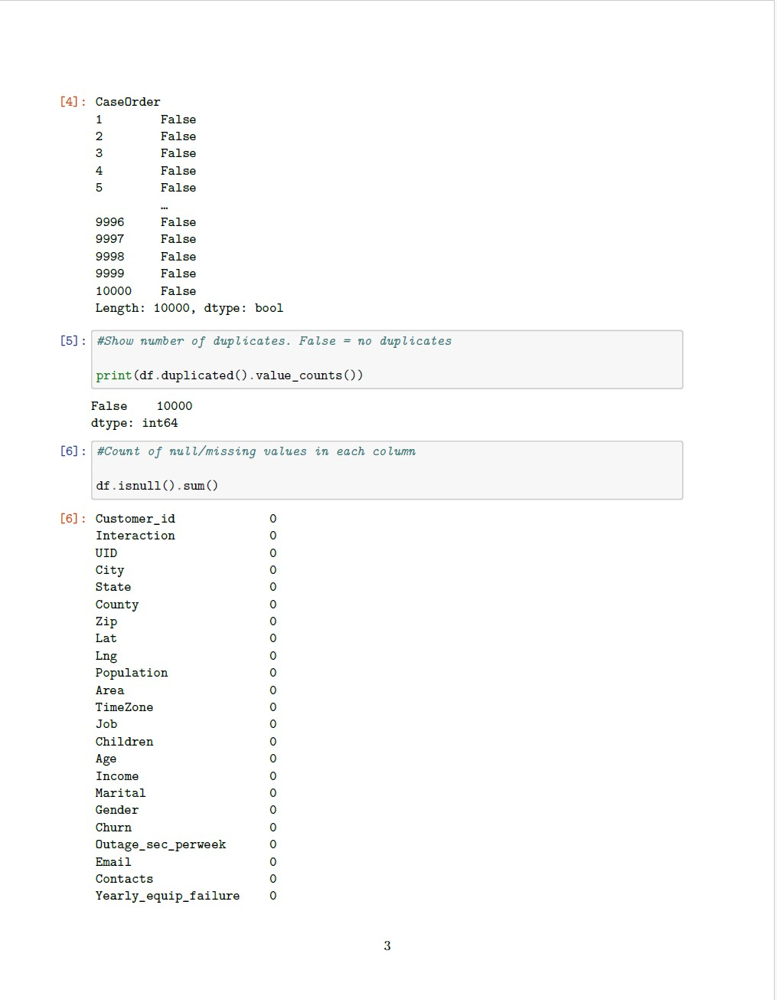 [4]: CaseOrder
1 False
2 False
3 False
4 False
5 False
…
9996 False
9997 False
9998 False
9999 False
10000 False
Length: 10000, dtype: bool
[5]: #Show number of duplicates. False = no duplicates
print(df.duplicated().value_counts())
False 10000
dtype: int64
[6]: #Count of null/missing values in each column
df.isnull().sum()
[6]: Customer_id 0
Interaction 0
UID 0
City 0
State 0
County 0
Zip 0
Lat 0
Lng 0
Population 0
Area 0
TimeZone 0
Job 0
Children 0
Age 0
Income 0
Marital 0
Gender 0
Churn 0
Outage_sec_perweek 0
Email 0
Contacts 0
Yearly_equip_failure 0
3